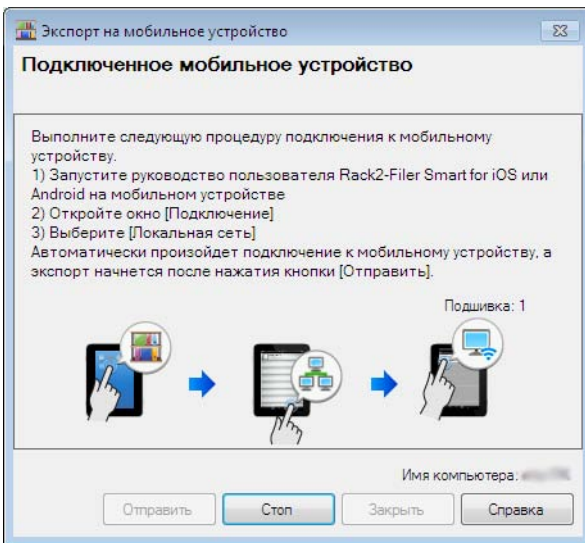 Экспорт на мобильное устройство
Подключенное мобильное устройство
Выполните следующую процедуру подключения к мобильному
устройству.
1) Запустите руководство пользователя Rack2-Filer Smart for iOS или
Android на мобильном устройстве
2) Откройте окно [Подключение]
3) Выберите [Локальная сеть]
Автоматически произойдет подключение к мобильному устройству, а
экспорт начнется после нажатия кнопки [Отправить].
Подшивка: 1
Имя компьютера:
Отправить Стоп Закрыть Справка